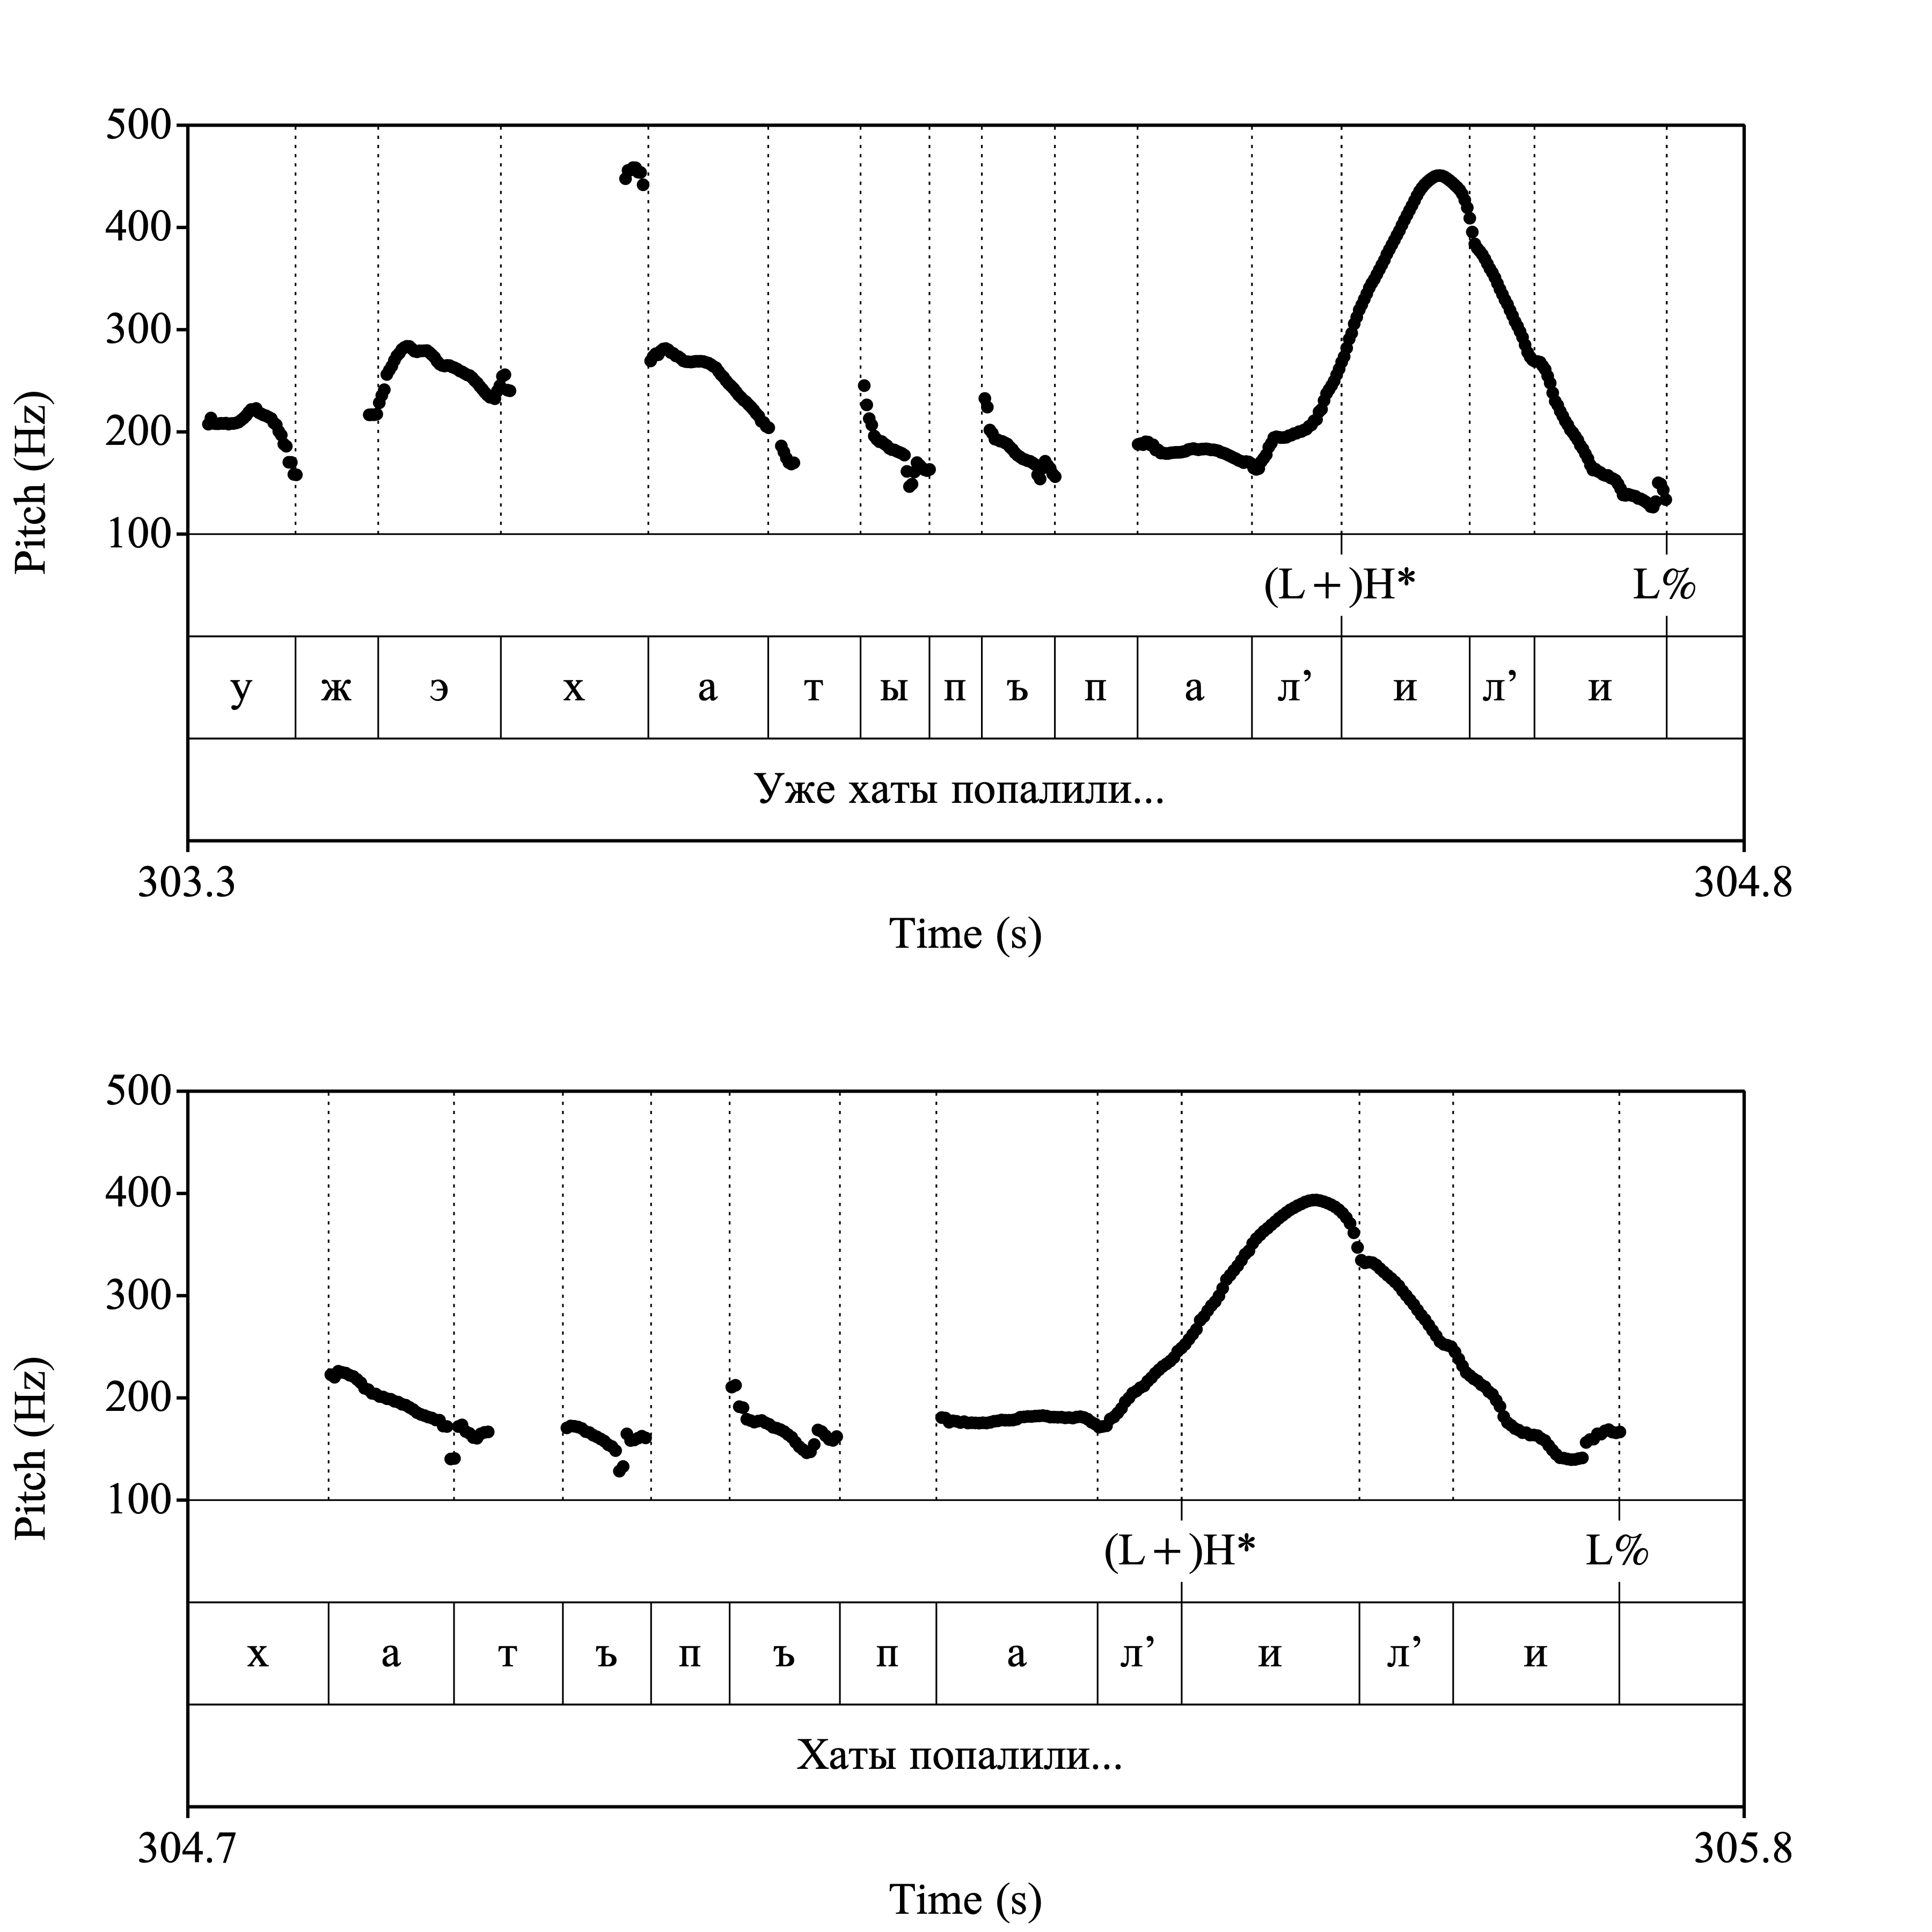 500
400
300
200
100
Pitch (Hz)
(L+)H* L%
у ж э х а т ы п ъ п а л’ и л’ и
Уже хаты попалили...
303.3 304.8
Time (s)
500
400
300
200
100
Pitch (Hz)
(L+)H* L%
х а т ъ п ъ п а л’ и л’ и
Хаты попалили...
304.7 305.8
Time (s)